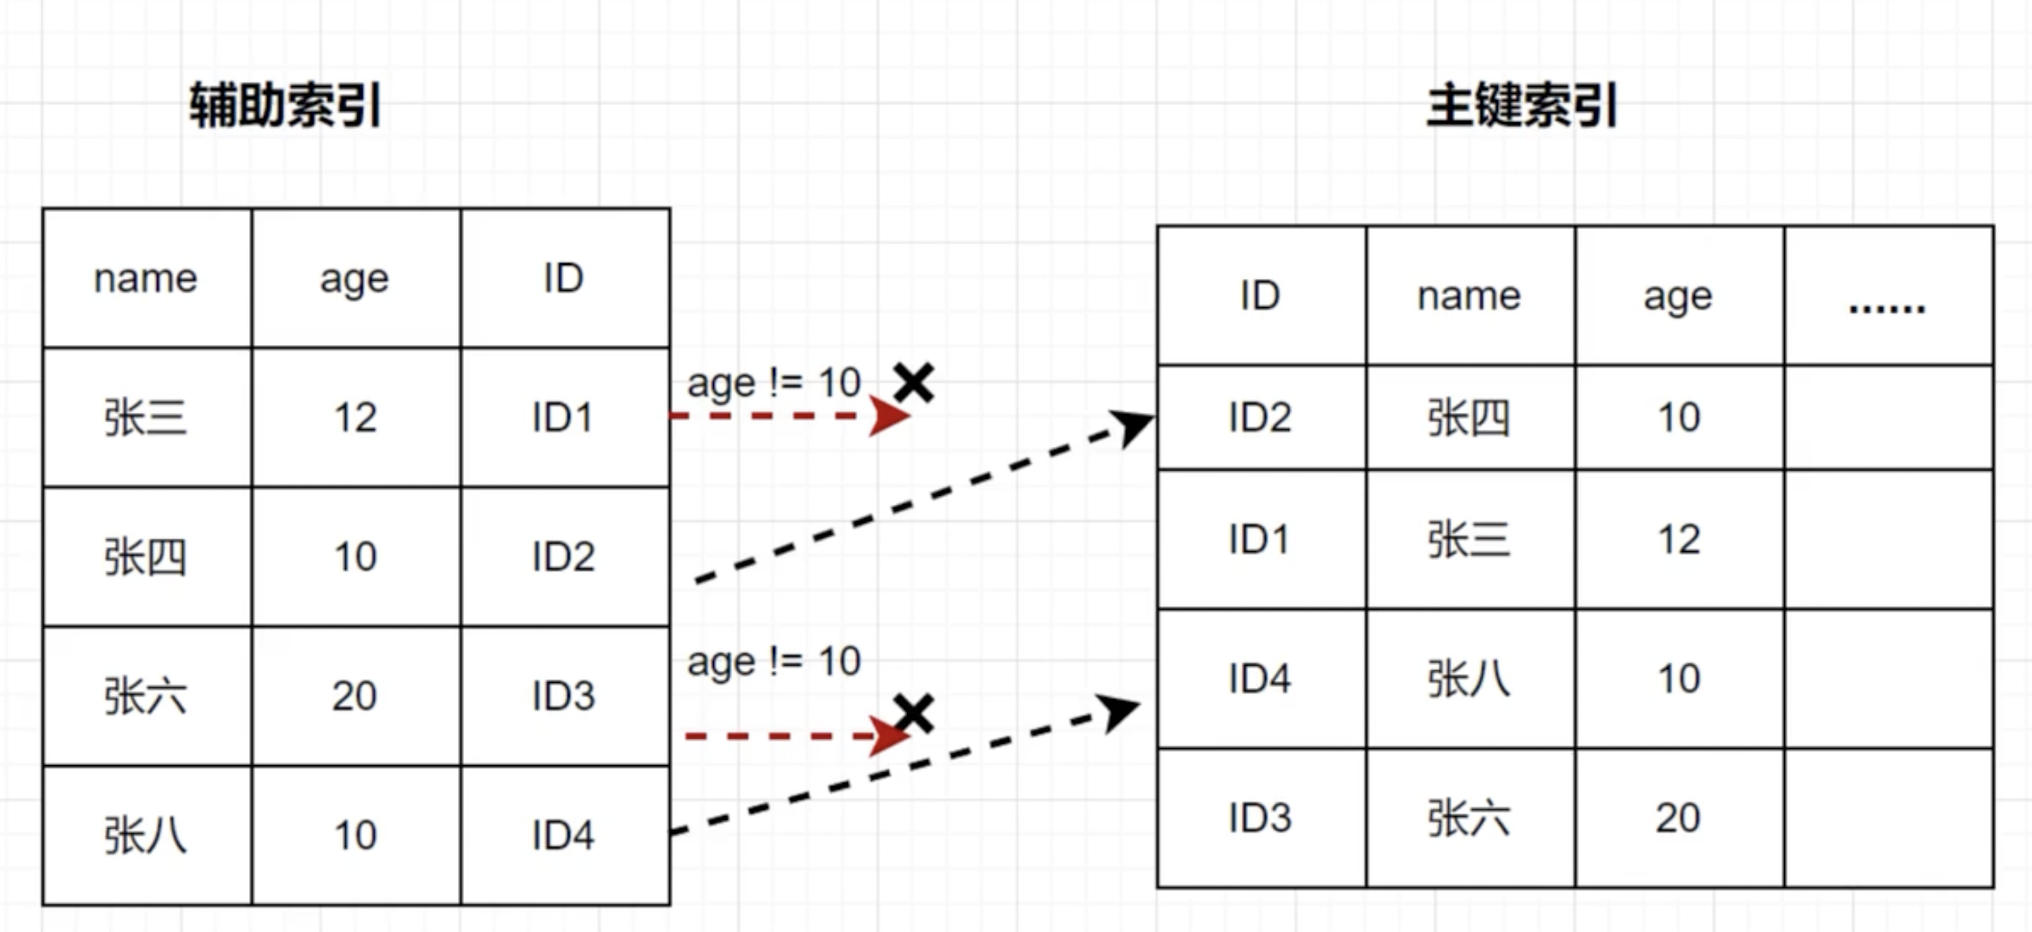 辅助索引
主键索引
name age ID
张三 12 ID1
张四 10 ID2
张六 20 ID3
张八 10 ID4
age != 10
age != 10
ID name age ......
ID2 张四 10
ID1 张三 12
ID4 张八 10
ID3 张六 20